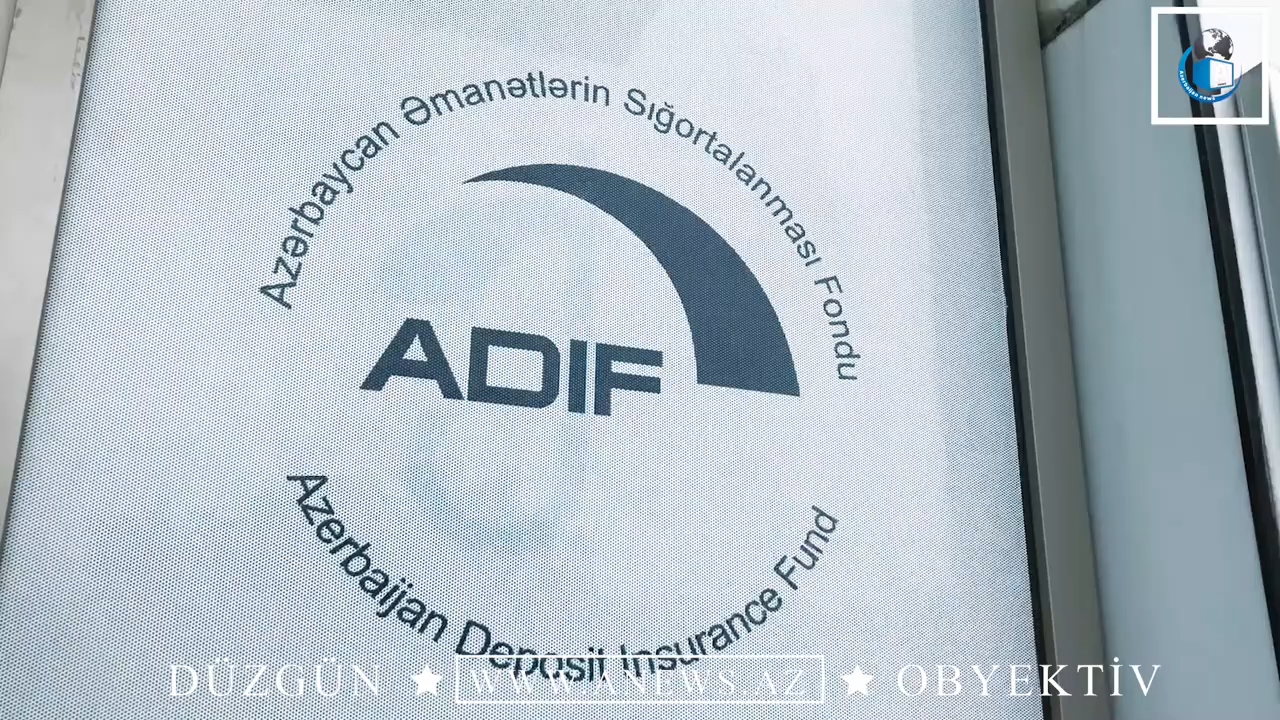 Azərbaycan Əmanətlərin Sığortalanması Fondu
ADIF
Azerbaijan Deposit Insurance Fund
DÜZGÜN ★ WWW.ANEWS.AZ ★ OBYEKTİV